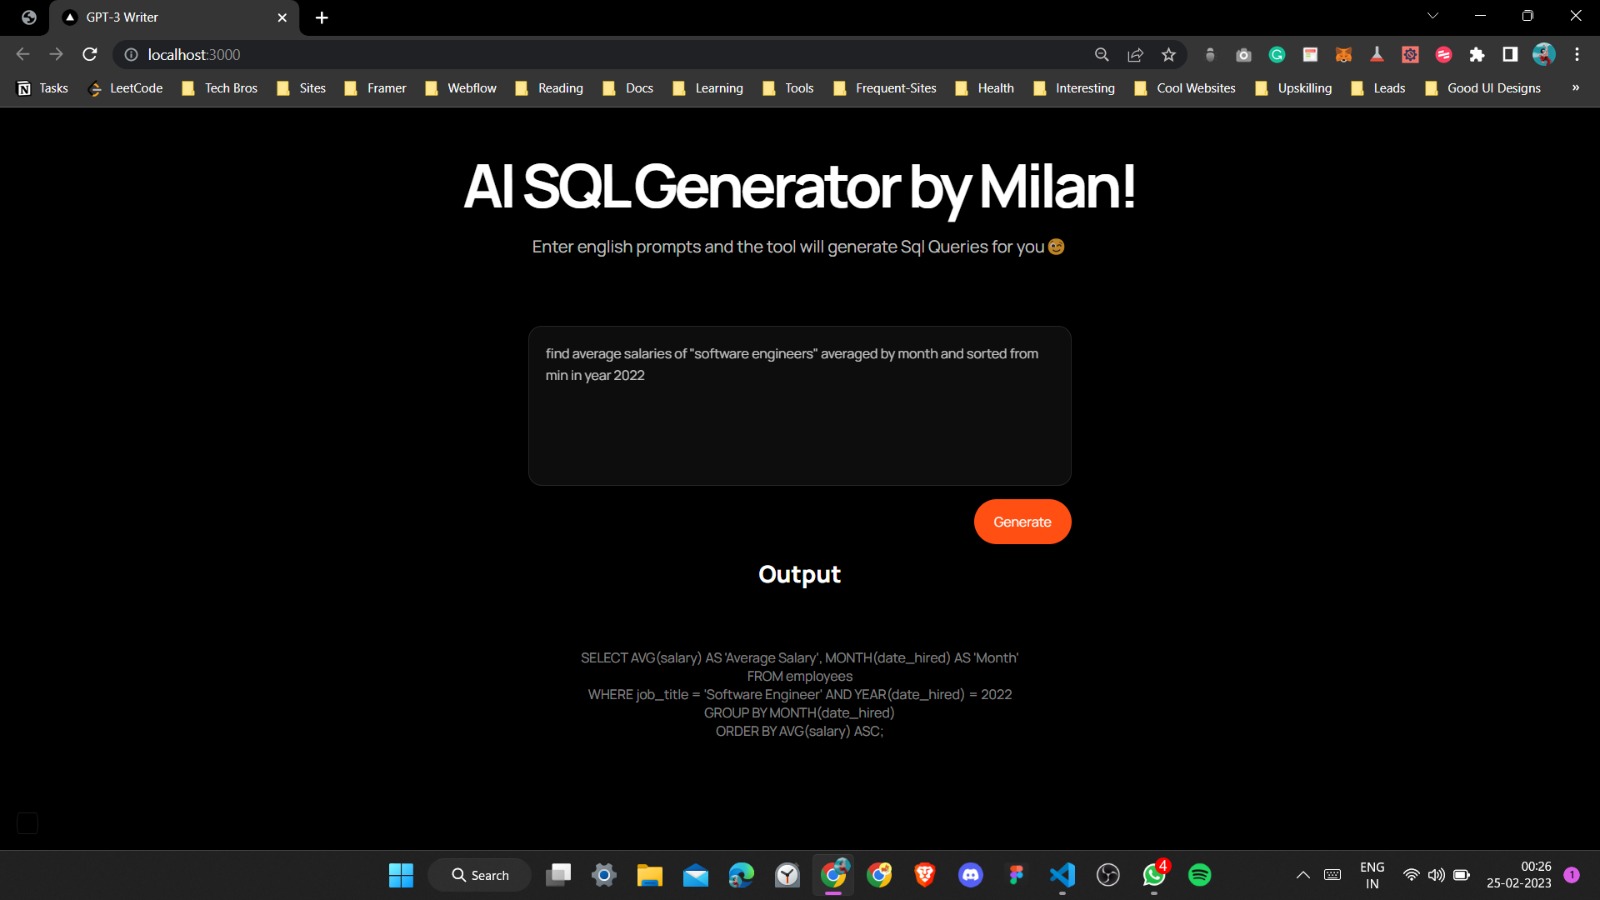 GPT-3 Writer
localhost:3000
Tasks LeetCode Tech Bros Sites Framer Webflow Reading Docs Learning Tools Frequent-Sites Health Interesting Cool Websites Upskilling Leads Good UI Designs »
AI SQL Generator by Milan!
Enter english prompts and the tool will generate Sql Queries for you😉
find average salaries of "software engineers" averaged by month and sorted from
min in year 2022
Generate
Output
SELECT AVG(salary) AS 'Average Salary', MONTH(date_hired) AS 'Month'
FROM employees
WHERE job_title = 'Software Engineer' AND YEAR(date_hired) = 2022
GROUP BY MONTH(date_hired)
ORDER BY AVG(salary) ASC;
Search
4
ENG
IN
00:26
25-02-2023
1